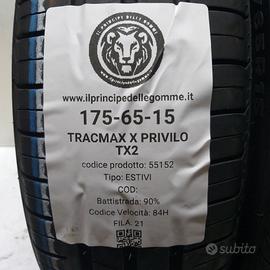 IL PRINCIPE DELLE GOMME
www.ilprincipedellegomme.it
175-65-15
TRACMAX X PRIVILO
TX2
codice prodotto: 55152
Tipo: ESTIVI
COD:
Battistrada: 90%
Codice Velocità: 84H
FILA. 21
subito